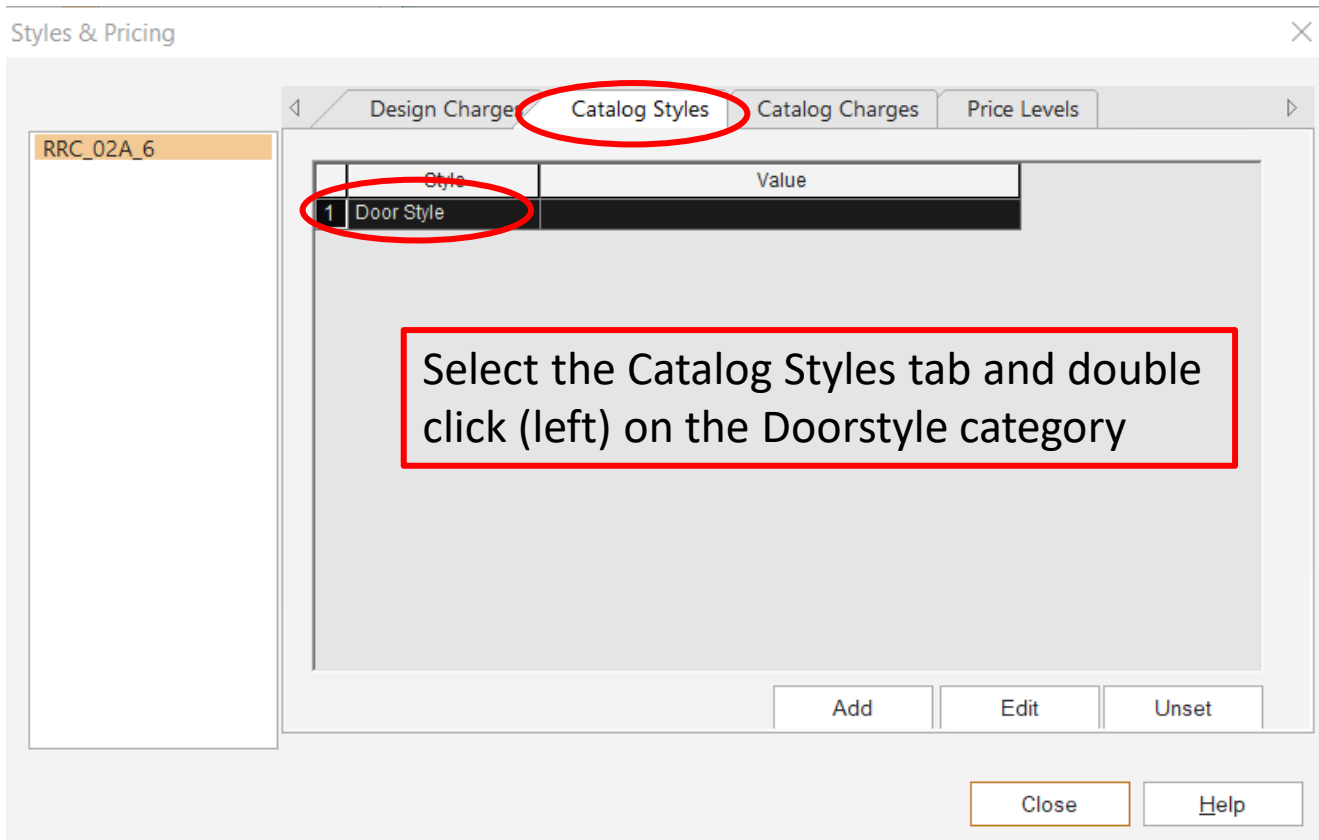 Styles & Pricing
Design Charges
Catalog Styles
Catalog Charges
Price Levels
RRC_02A_6
Style
Value
1 Door Style
Select the Catalog Styles tab and double
click (left) on the Doorstyle category
Add
Edit
Unset
Close
Help